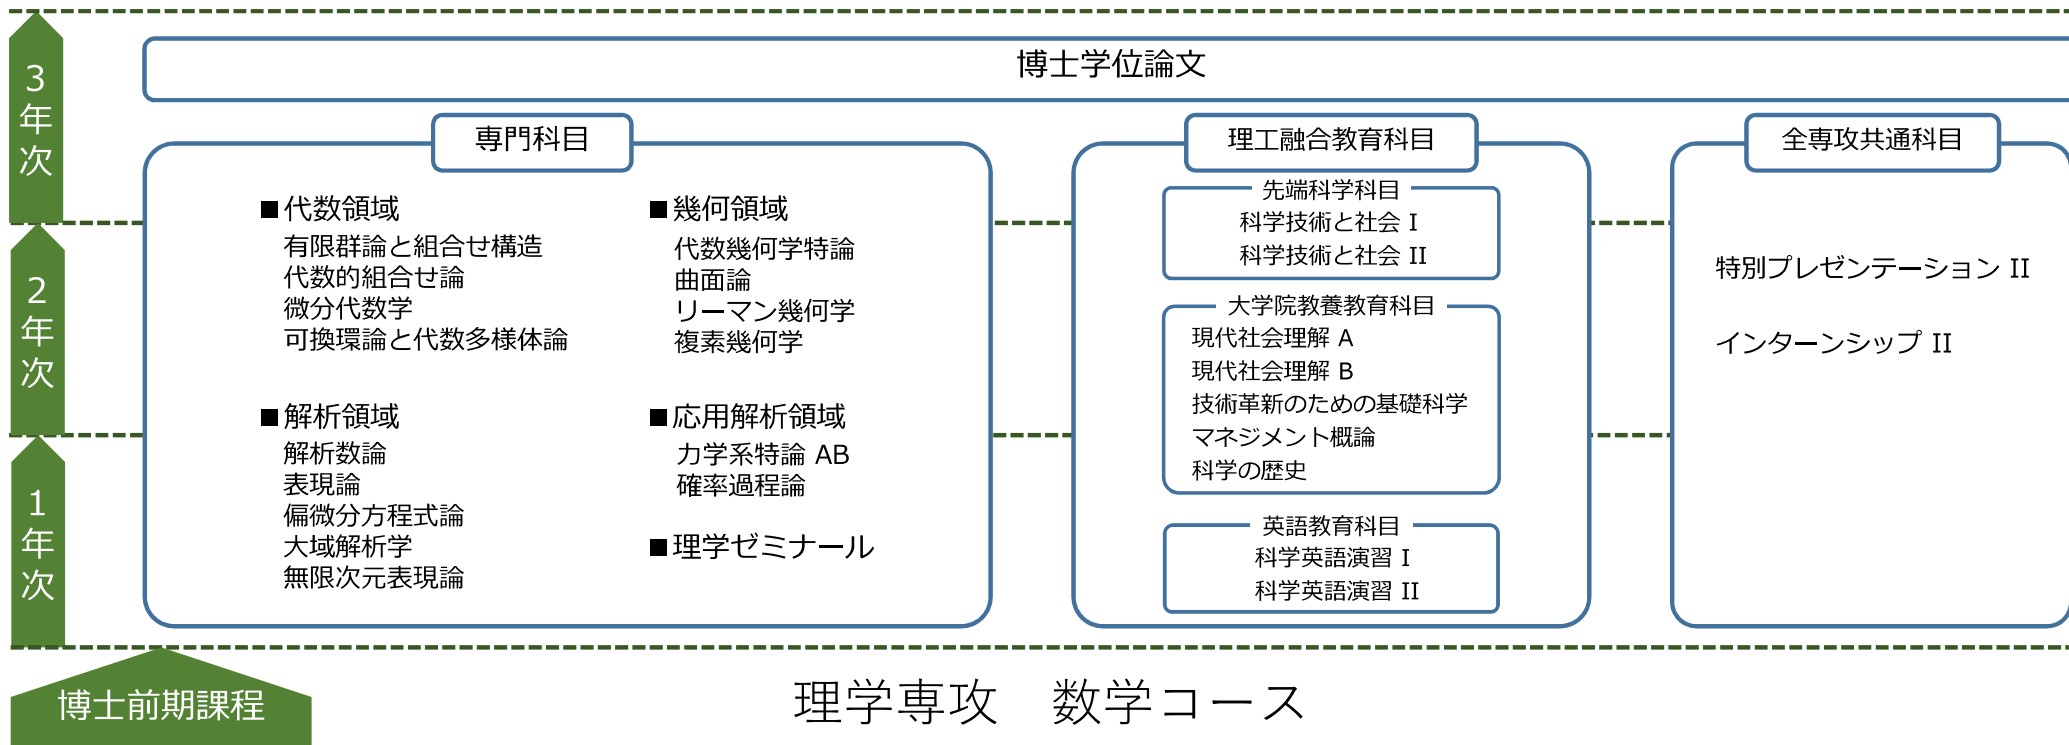 博士学位論文
3年次
2年次
1年次
博士前期課程
専門科目
■代数領域
有限群論と組合せ構造
代数的組合せ論
微分代数学
可換環論と代数多様体論
■解析領域
解析数論
表現論
偏微分方程式論
大域解析学
無限次元表現論
■幾何領域
代数幾何学特論
曲面論
リーマン幾何学
複素幾何学
■応用解析領域
力学系特論 AB
確率過程論
■理学ゼミナール
理工融合教育科目
先端科学科目
科学技術と社会 I
科学技術と社会 II
大学院教養教育科目
現代社会理解 A
現代社会理解 B
技術革新のための基礎科学
マネジメント概論
科学の歴史
英語教育科目
科学英語演習 I
科学英語演習 II
全専攻共通科目
特別プレゼンテーション II
インターンシップ II
理学専攻　数学コース